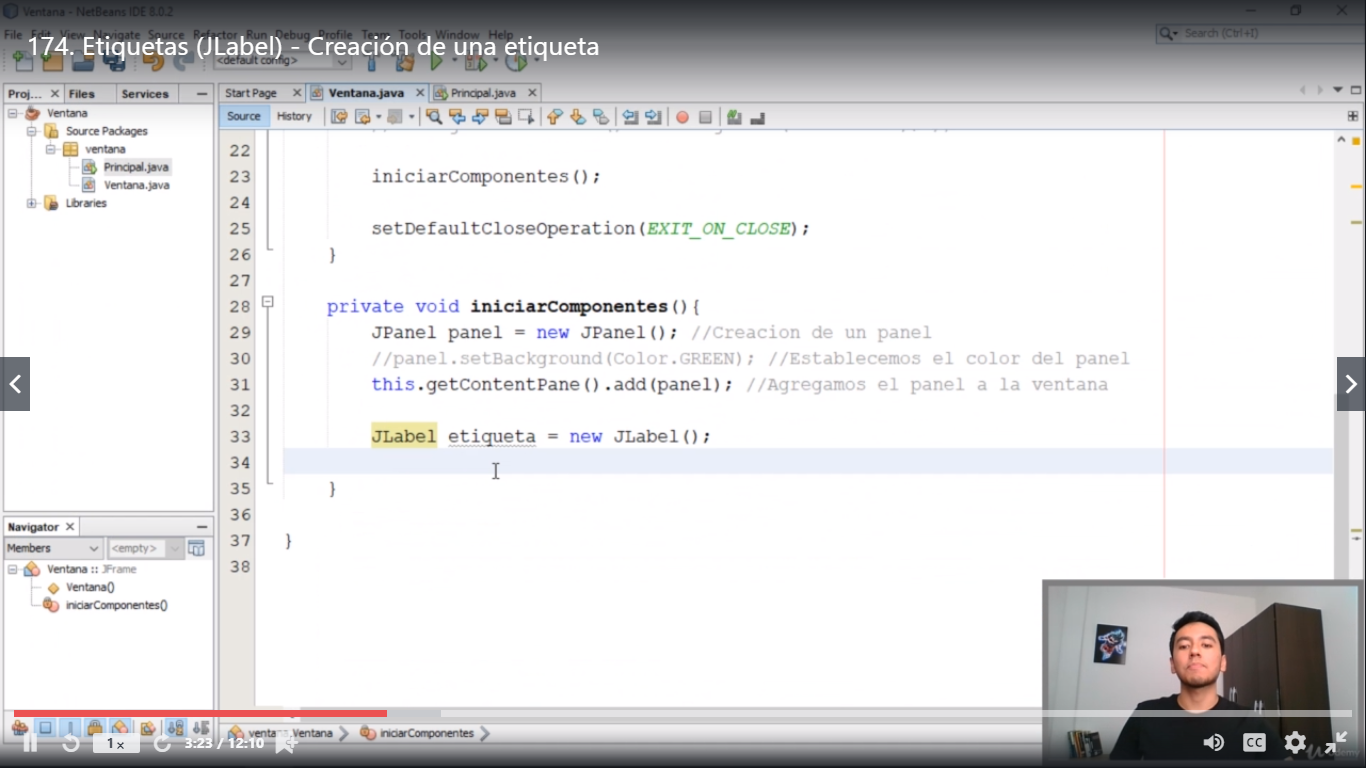 Ventana - NetBeans IDE 8.0.2
File Edit View Navigate Source Refactor Run Debug Profile Team Tools Window Help
Search (Ctrl+I)
174. Etiquetas (JLabel) - Creación de una etiqueta
<default config>
Proj... Files Services
Start Page Ventana.java Principal.java
Source History
Ventana
Source Packages
ventana
Principal.java
Ventana.java
Libraries
22
23 iniciarComponentes();
24
25 setDefaultCloseOperation(EXIT_ON_CLOSE);
26 }
27
28 private void iniciarComponentes(){
29 JPanel panel = new JPanel(); //Creacion de un panel
30 //panel.setBackground(Color.GREEN); //Establecemos el color del panel
31 this.getContentPane().add(panel); //Agregamos el panel a la ventana
32
33 JLabel etiqueta = new JLabel();
34
35 }
36
37 }
38
Navigator
Members <empty>
Ventana :: JFrame
Ventana()
iniciarComponentes()
ventana.Ventana iniciarComponentes
1x 3:23 / 12:10 CC